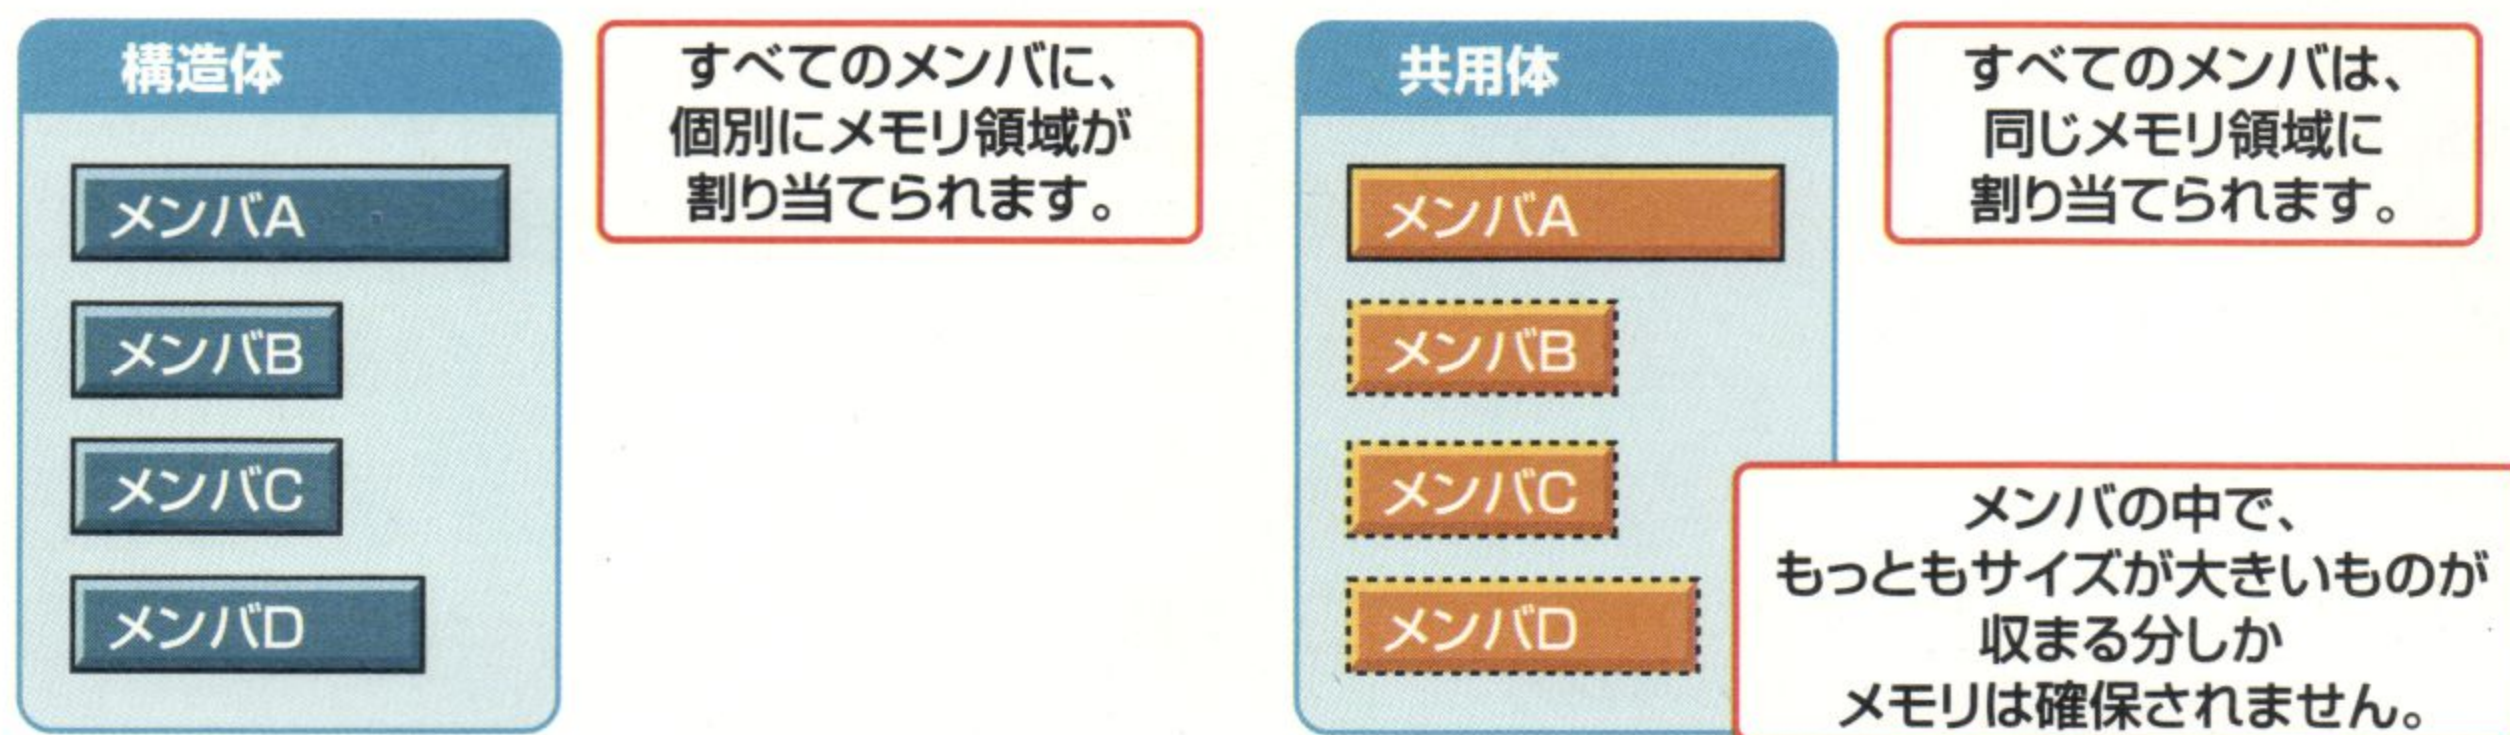 構造体
メンバA
メンバB
メンバC
メンバD
すべてのメンバに、
個別にメモリ領域が
割り当てられます。
共用体
メンバA
メンバB
メンバC
メンバD
すべてのメンバは、
同じメモリ領域に
割り当てられます。
メンバの中で、
もっともサイズが大きいものが
収まる分しか
メモリは確保されません。